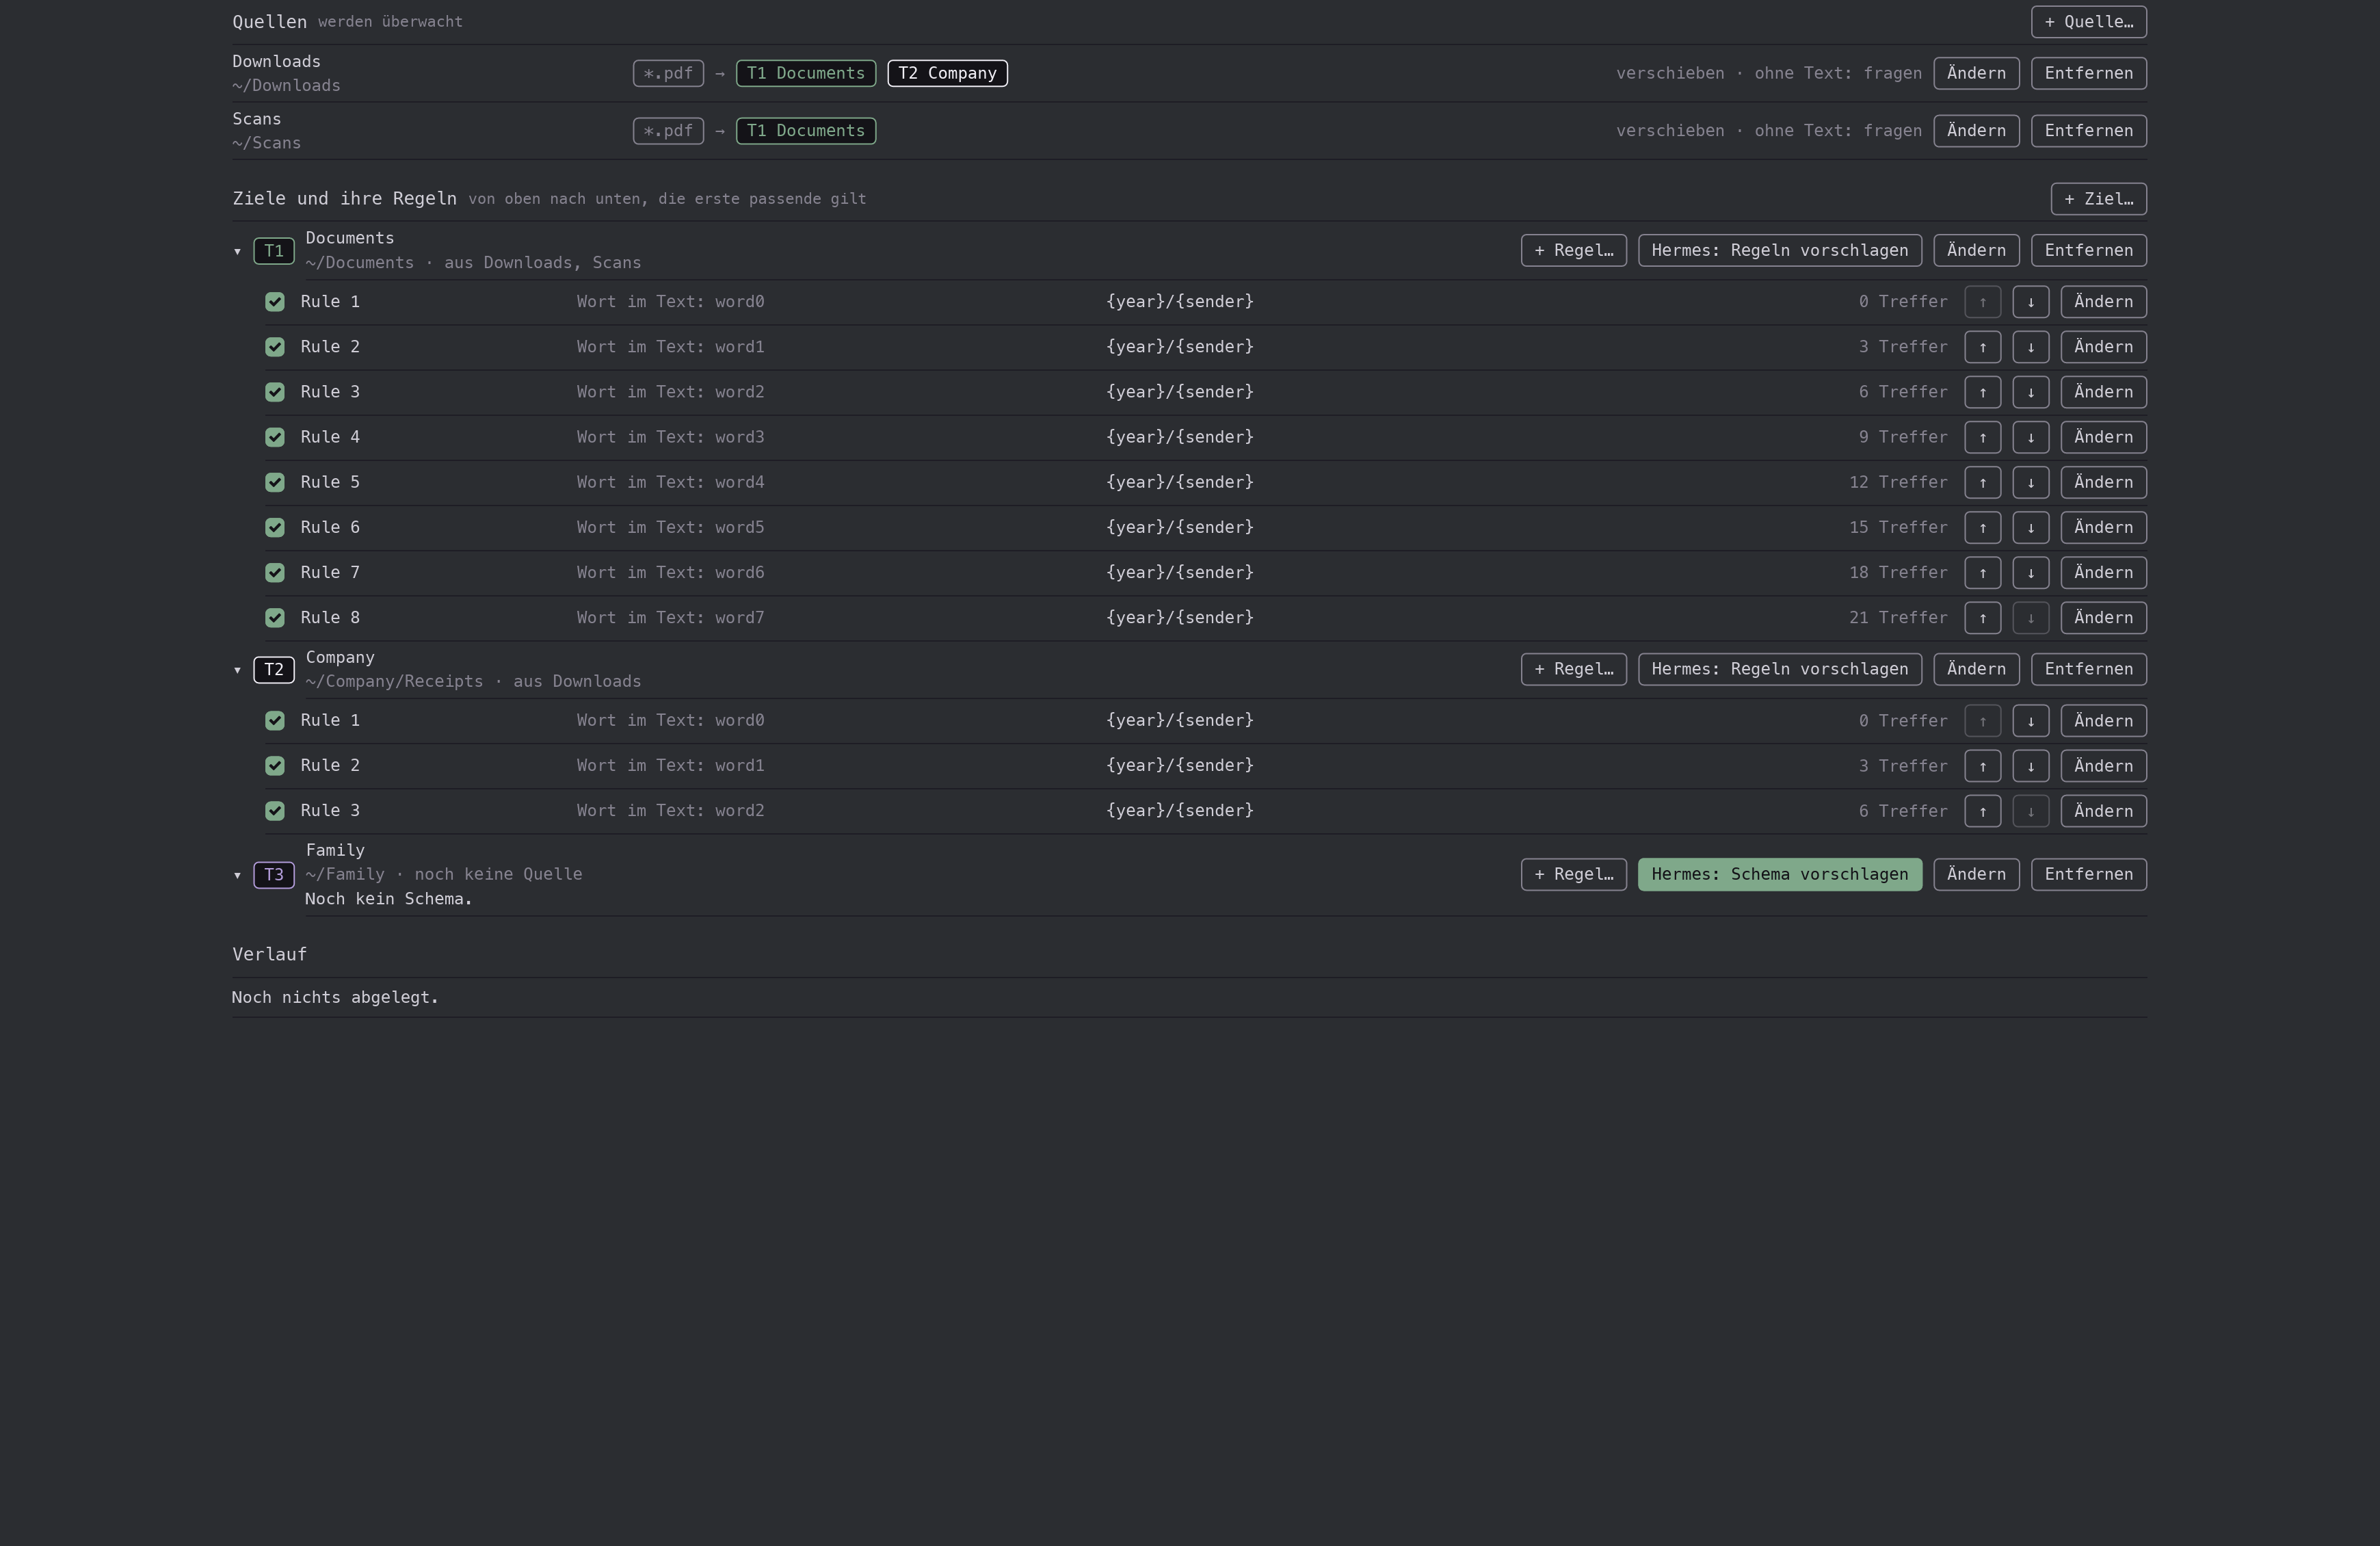 Quellen werden überwacht + Quelle…
Downloads
~/Downloads
*.pdf → T1 Documents T2 Company verschieben · ohne Text: fragen Ändern Entfernen
Scans
~/Scans
*.pdf → T1 Documents verschieben · ohne Text: fragen Ändern Entfernen
Ziele und ihre Regeln von oben nach unten, die erste passende gilt + Ziel…
▾ T1 Documents
~/Documents · aus Downloads, Scans
+ Regel… Hermes: Regeln vorschlagen Ändern Entfernen
Rule 1 Wort im Text: word0 {year}/{sender} 0 Treffer ↑ ↓ Ändern
Rule 2 Wort im Text: word1 {year}/{sender} 3 Treffer ↑ ↓ Ändern
Rule 3 Wort im Text: word2 {year}/{sender} 6 Treffer ↑ ↓ Ändern
Rule 4 Wort im Text: word3 {year}/{sender} 9 Treffer ↑ ↓ Ändern
Rule 5 Wort im Text: word4 {year}/{sender} 12 Treffer ↑ ↓ Ändern
Rule 6 Wort im Text: word5 {year}/{sender} 15 Treffer ↑ ↓ Ändern
Rule 7 Wort im Text: word6 {year}/{sender} 18 Treffer ↑ ↓ Ändern
Rule 8 Wort im Text: word7 {year}/{sender} 21 Treffer ↑ ↓ Ändern
▾ T2 Company
~/Company/Receipts · aus Downloads
+ Regel… Hermes: Regeln vorschlagen Ändern Entfernen
Rule 1 Wort im Text: word0 {year}/{sender} 0 Treffer ↑ ↓ Ändern
Rule 2 Wort im Text: word1 {year}/{sender} 3 Treffer ↑ ↓ Ändern
Rule 3 Wort im Text: word2 {year}/{sender} 6 Treffer ↑ ↓ Ändern
▾ T3 Family
~/Family · noch keine Quelle
Noch kein Schema.
+ Regel… Hermes: Schema vorschlagen Ändern Entfernen
Verlauf
Noch nichts abgelegt.